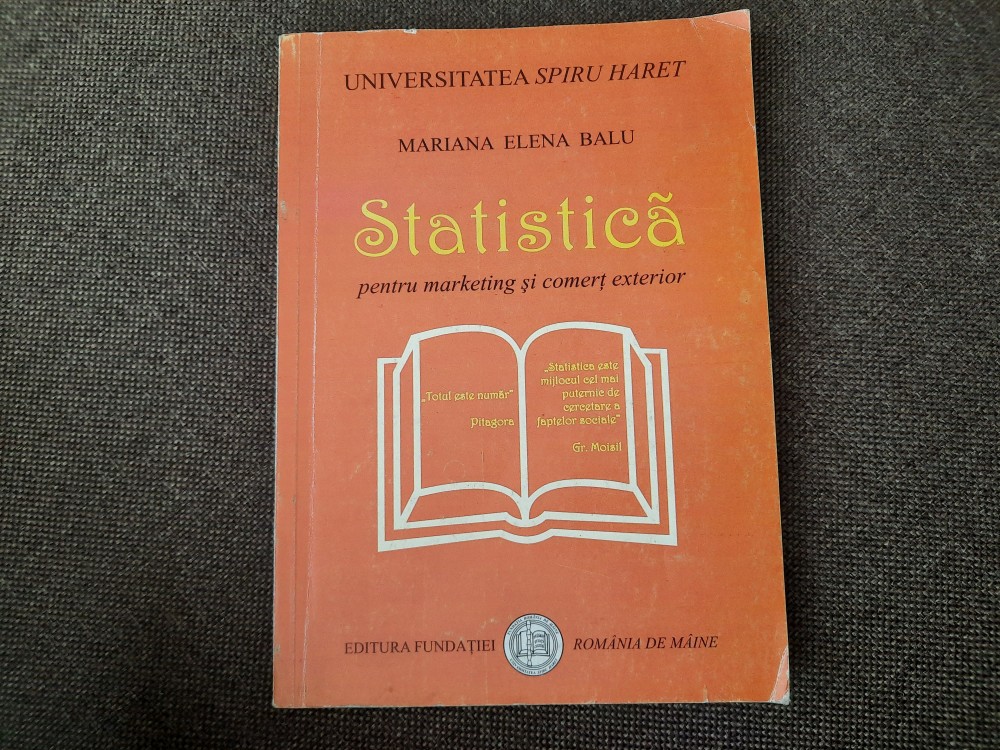 UNIVERSITATEA SPIRU HARET
MARIANA ELENA BALU
Statistică
pentru marketing şi comerţ exterior
„Totul este număr”
Pitagora
„Statistica este
mijlocul cel mai
puternic de
cercetare a
faptelor sociale”
Gr. Moisil
EDITURA FUNDAŢIEI
ROMÂNIA DE MÂINE